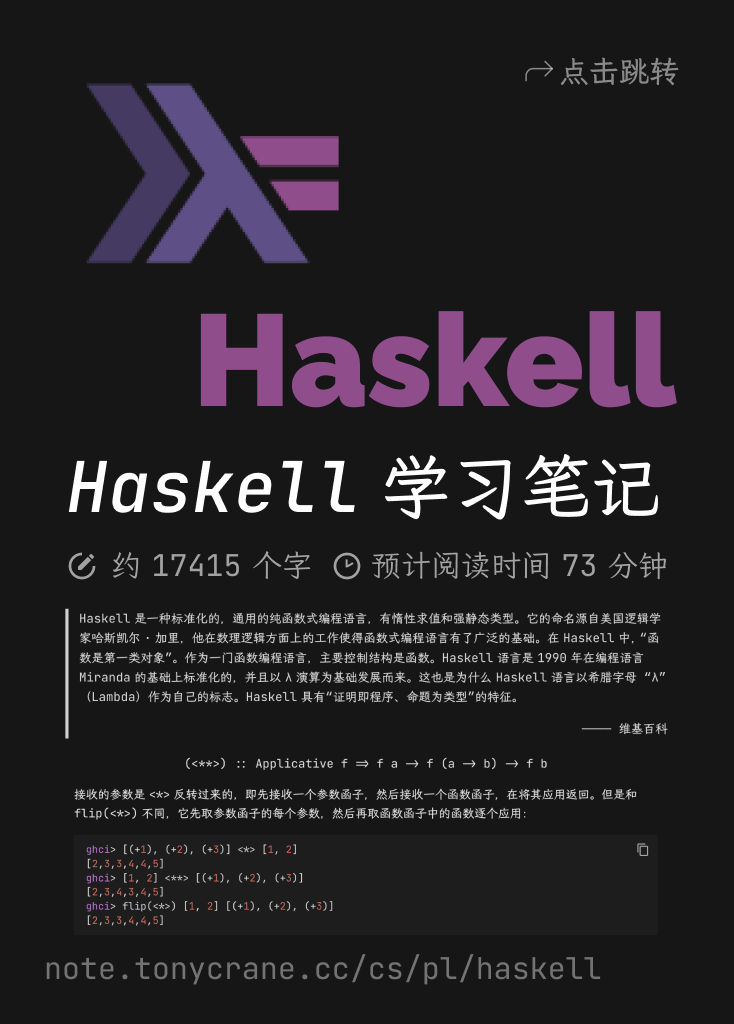 点击跳转
Haskell
Haskell 学习笔记
约 17415 个字 预计阅读时间 73 分钟
Haskell 是一种标准化的，通用的纯函数式编程语言，有惰性求值和强静态类型。它的命名源自美国逻辑学
家哈斯凯尔·加里，他在数理逻辑方面上的工作使得函数式编程语言有了广泛的基础。在 Haskell 中，“函
数是第一类对象”。作为一门函数编程语言，主要控制结构是函数。Haskell 语言是 1990 年在编程语言
Miranda 的基础上标准化的，并且以 λ 演算为基础发展而来。这也是为什么 Haskell 语言以希腊字母 “λ”
（Lambda）作为自己的标志。Haskell 具有“证明即程序、命题为类型”的特征。
—— 维基百科
(<**>) :: Applicative f => f a -> f (a -> b) -> f b
接收的参数是 <*> 反转过来的，即先接收一个参数函子，然后接收一个函数函子，在将其应用返回。但是和
flip(<*>) 不同，它先取参数函子的每个参数，然后再取函数函子中的函数逐个应用：
ghci> [(+1), (+2), (+3)] <*> [1, 2]
[2,3,3,4,4,5]
ghci> [1, 2] <**> [(+1), (+2), (+3)]
[2,3,4,3,4,5]
ghci> flip(<*>) [1, 2] [(+1), (+2), (+3)]
[2,3,3,4,4,5]
note.tonycrane.cc/cs/pl/haskell